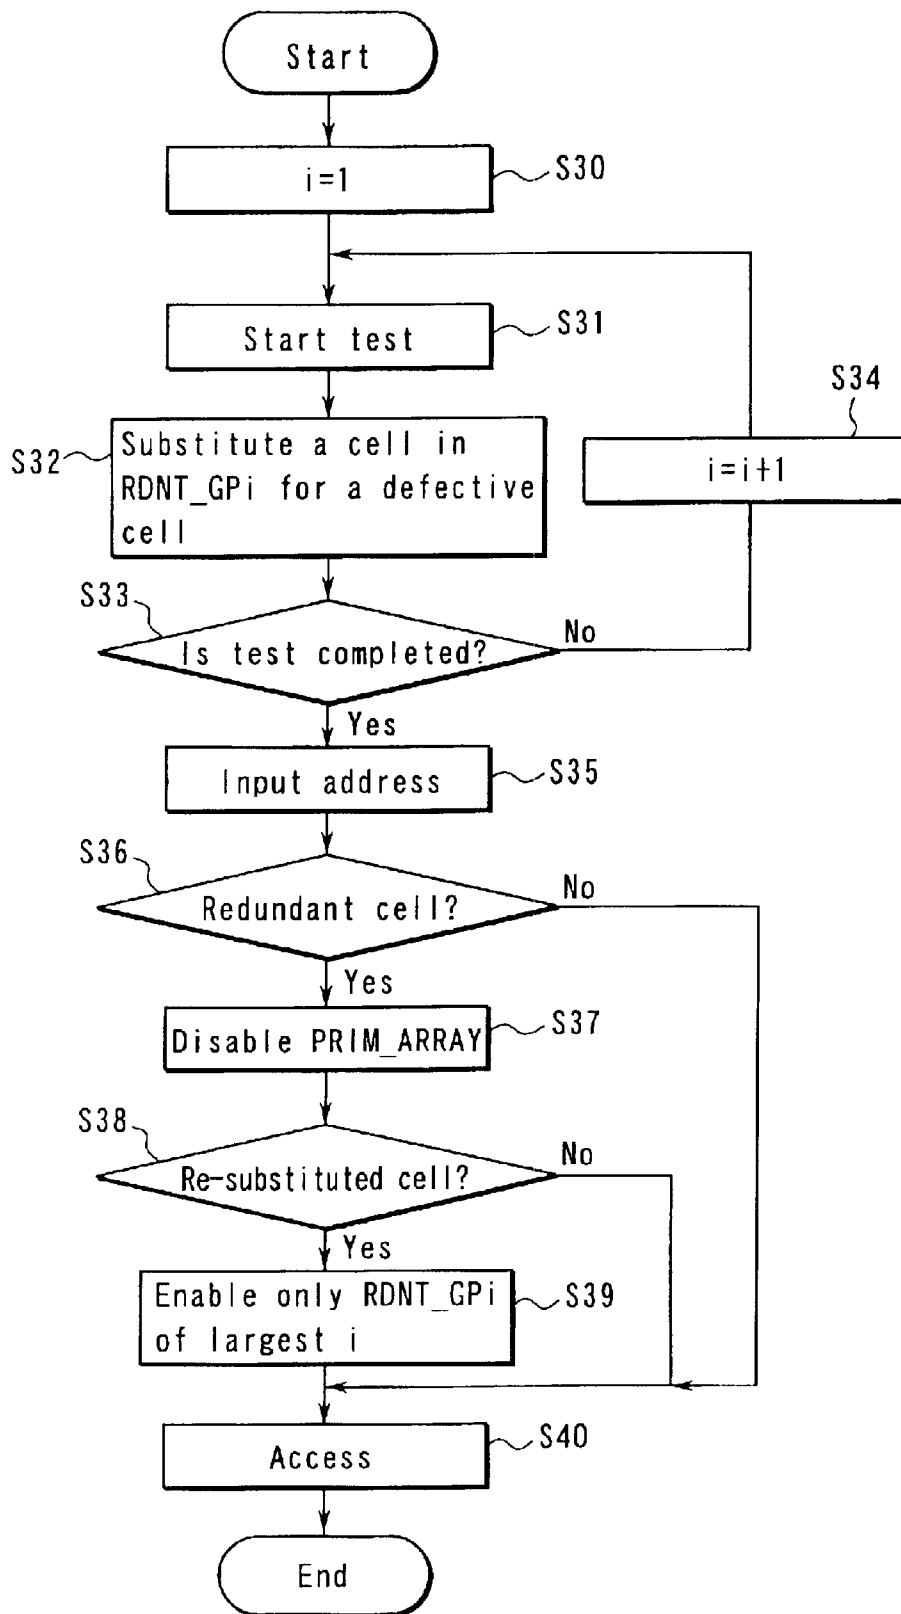 Start
i=1
S30
Start test
S31
S34
i=i+1
S32
Substitute a cell in
RDNT_GPi for a defective
cell
S33
Is test completed?
No
Yes
Input address
S35
S36
Redundant cell?
No
Yes
Disable PRIM_ARRAY
S37
S38
Re-substituted cell?
No
Yes
Enable only RDNT_GPi
of largest i
S39
Access
S40
End